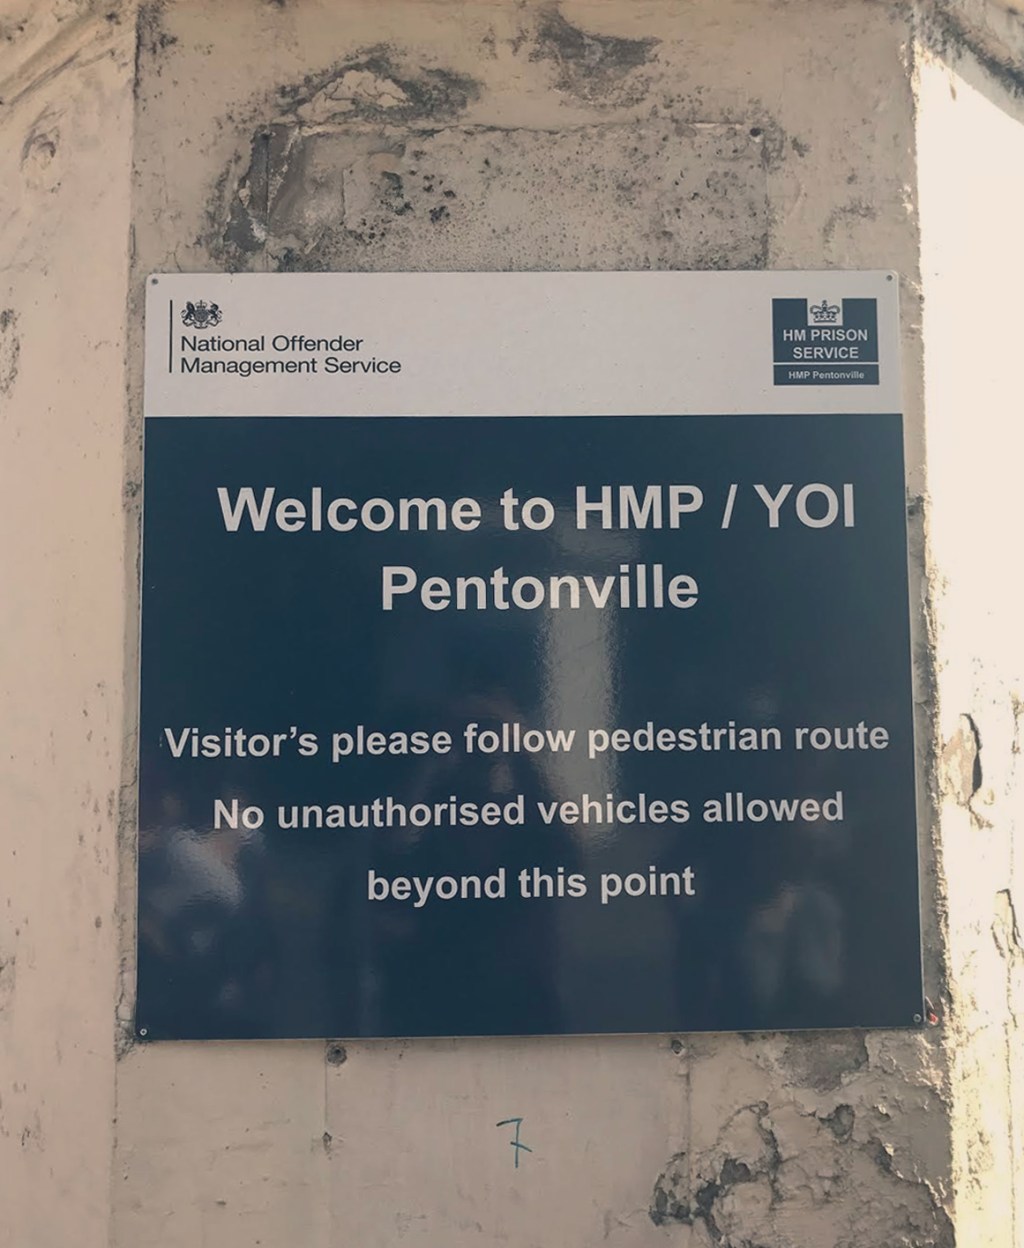 National Offender
Management Service
HM PRISON
SERVICE
HMP Pentonville
Welcome to HMP / YOI
Pentonville
Visitor’s please follow pedestrian route
No unauthorised vehicles allowed
beyond this point
7